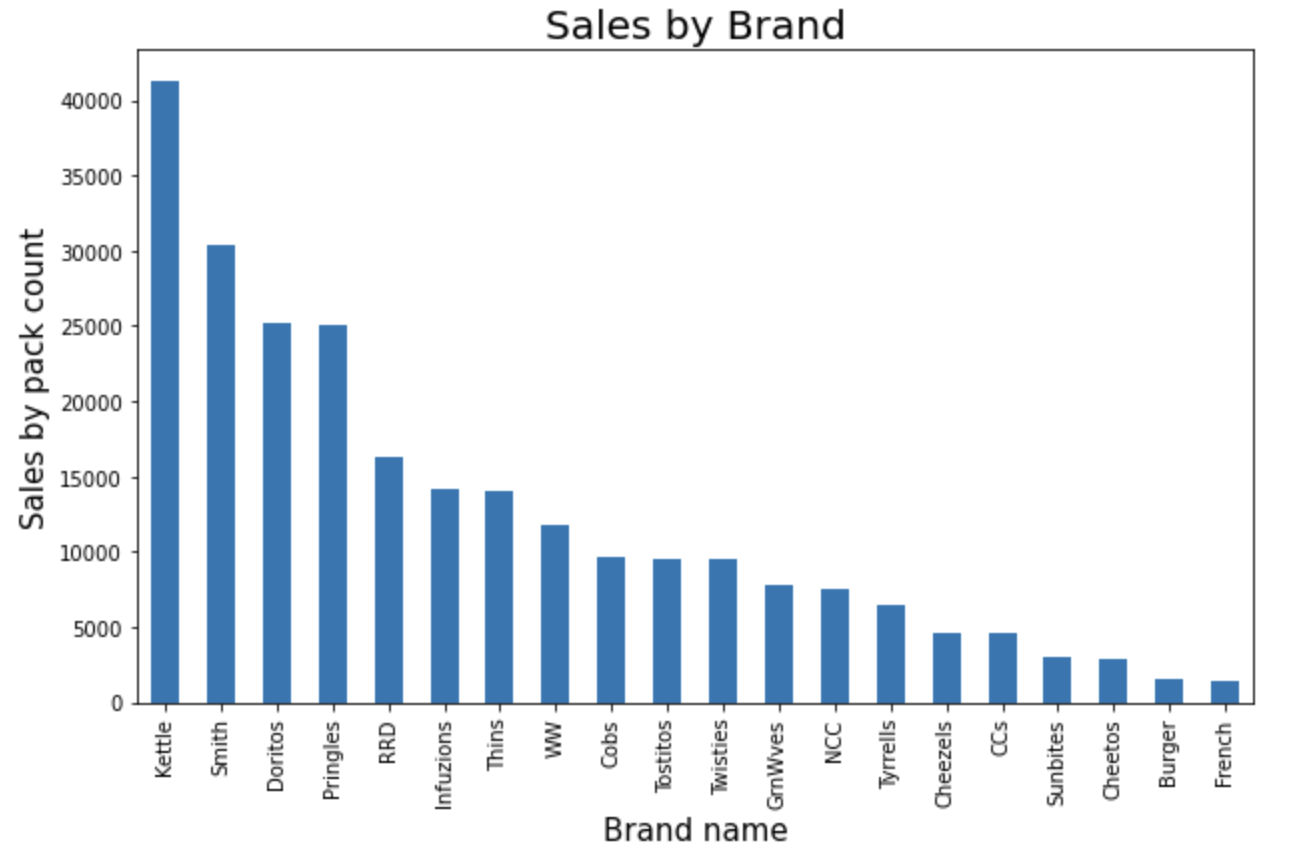 Sales by Brand
Sales by pack count
40000
35000
30000
25000
20000
15000
10000
5000
0
Kettle
Smith
Doritos
Pringles
RRD
Infuzions
Thins
WW
Cobs
Tostitos
Twisties
GrnWves
NCC
Tyrrells
Cheezels
CCs
Sunbites
Cheetos
Burger
French
Brand name